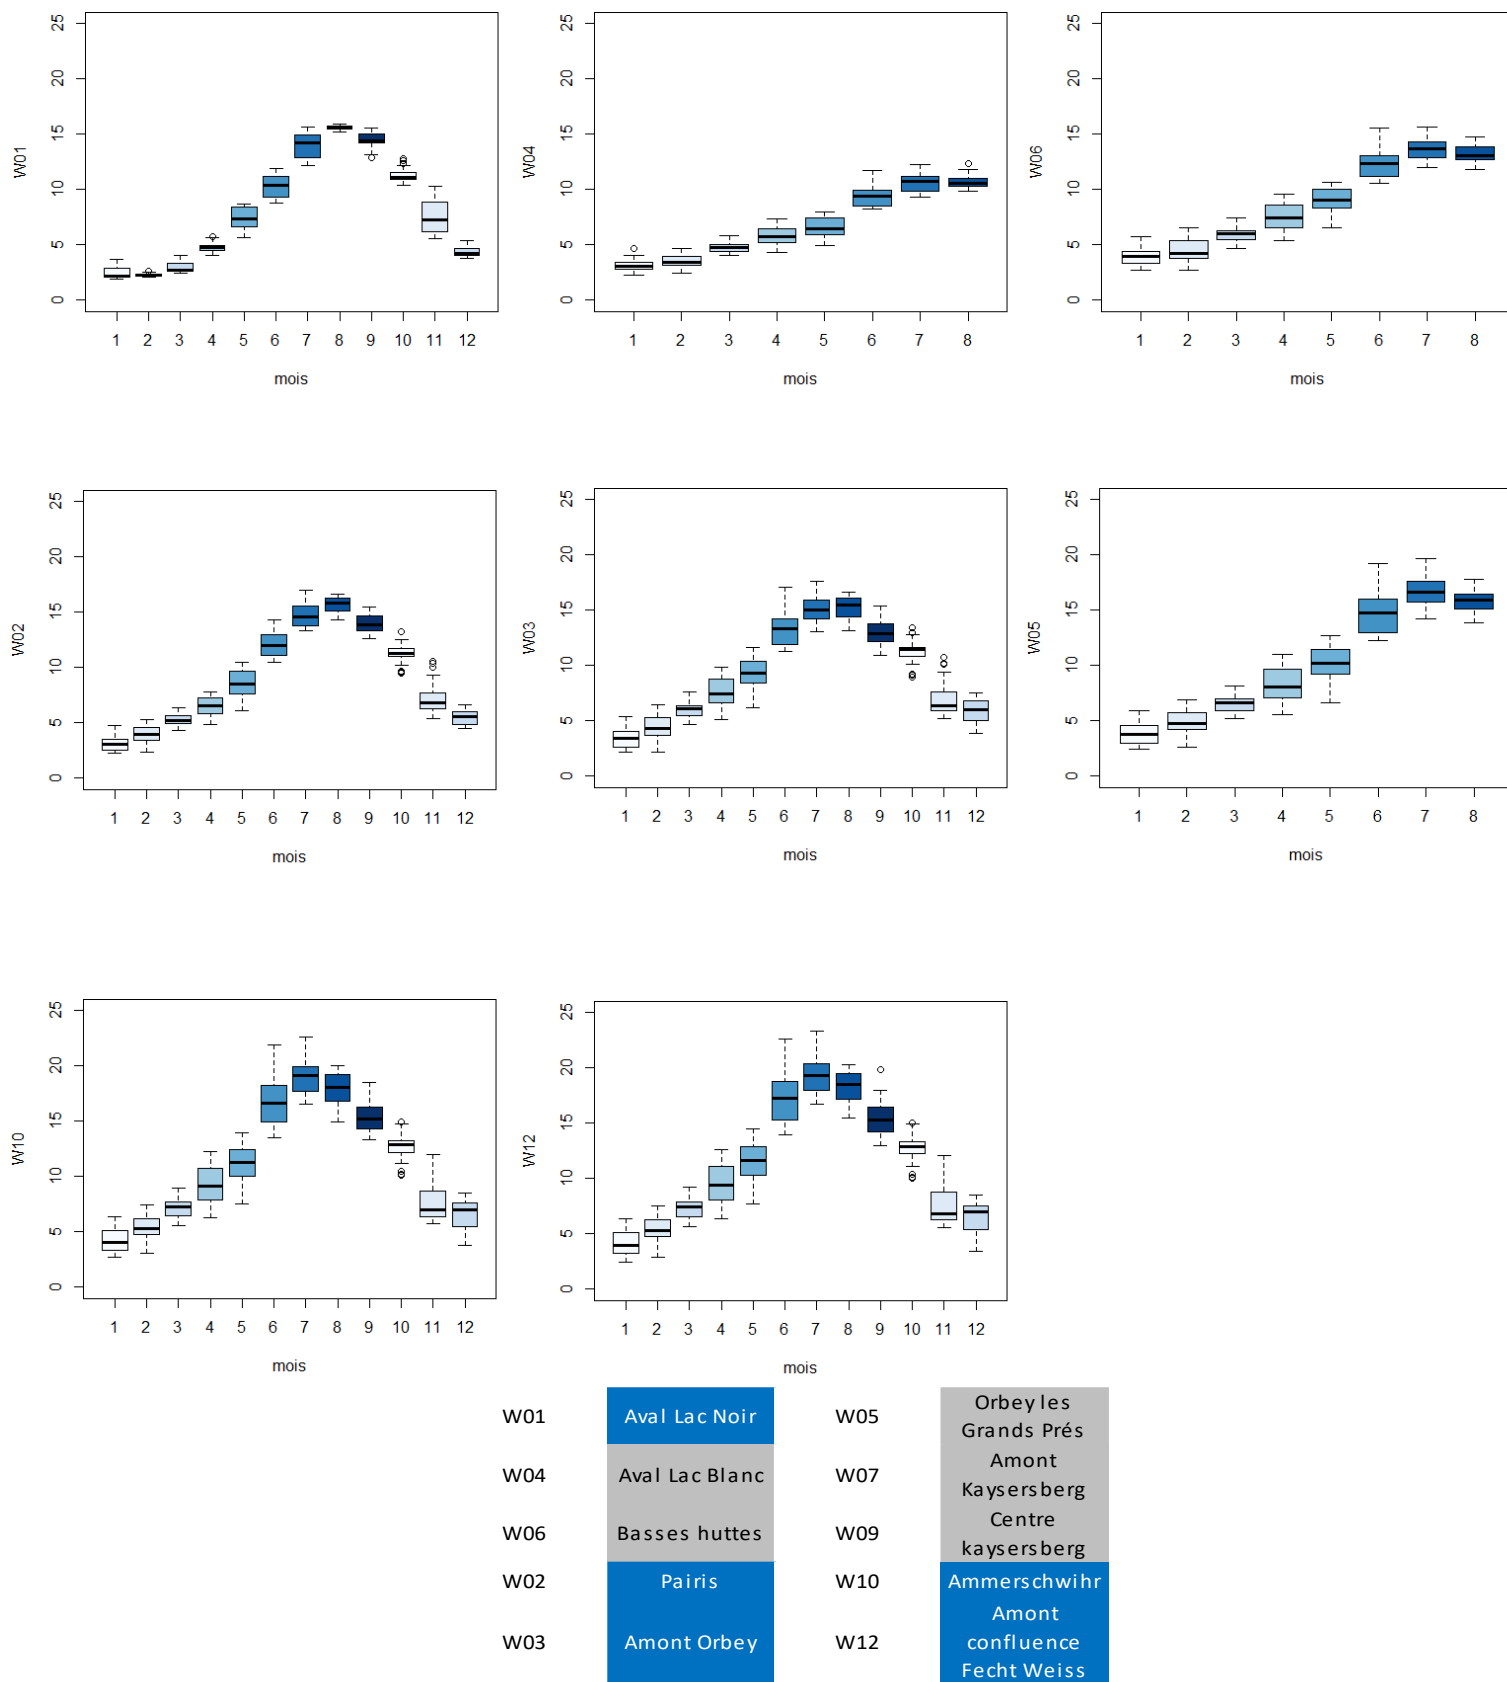 W01
25
20
15
10
5
0
1 2 3 4 5 6 7 8 9 10 11 12
mois
W04
25
20
15
10
5
0
1 2 3 4 5 6 7 8
mois
W06
25
20
15
10
5
0
1 2 3 4 5 6 7 8
mois
W02
25
20
15
10
5
0
1 2 3 4 5 6 7 8 9 10 11 12
mois
W03
25
20
15
10
5
0
1 2 3 4 5 6 7 8 9 10 11 12
mois
W05
25
20
15
10
5
0
1 2 3 4 5 6 7 8
mois
W10
25
20
15
10
5
0
1 2 3 4 5 6 7 8 9 10 11 12
mois
W12
25
20
15
10
5
0
1 2 3 4 5 6 7 8 9 10 11 12
mois
W01 Aval Lac Noir
W04 Aval Lac Blanc
W06 Basses huttes
W02 Pairis
W03 Amont Orbey
W05 Orbey les
Grands Prés
W07 Amont
Kaysersberg
W09 Centre
kaysersberg
W10 Ammerschwihr
W12 Amont
confluence
Fecht Weiss